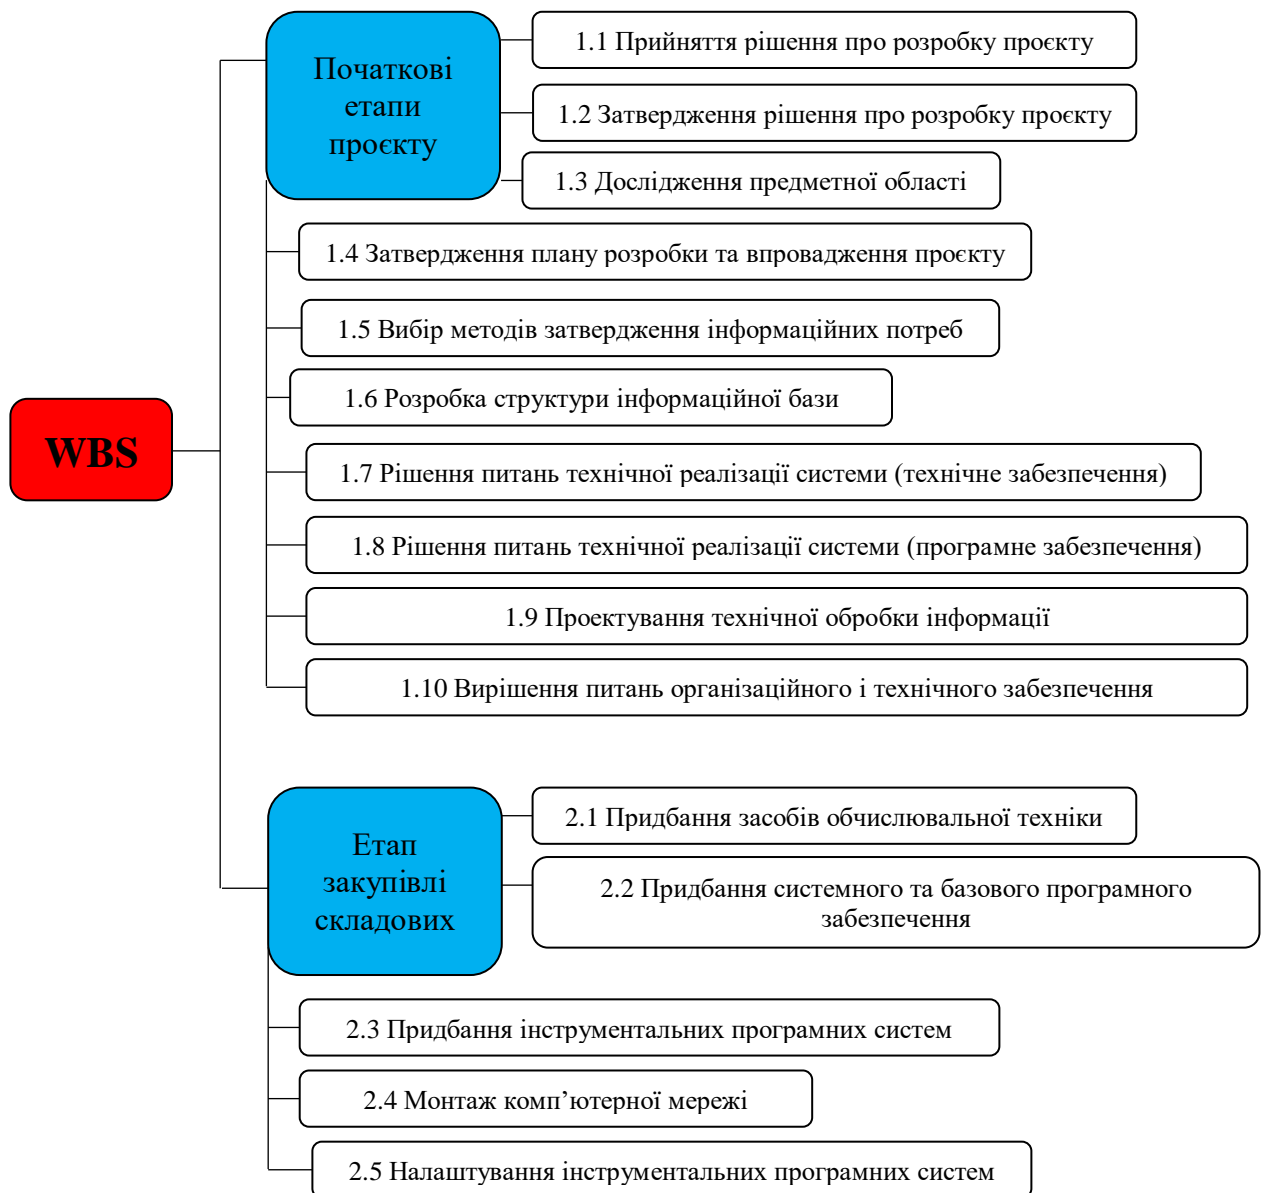 WBS
Початкові
етапи
проєкту
1.1 Прийняття рішення про розробку проєкту
1.2 Затвердження рішення про розробку проєкту
1.3 Дослідження предметної області
1.4 Затвердження плану розробки та впровадження проєкту
1.5 Вибір методів затвердження інформаційних потреб
1.6 Розробка структури інформаційної бази
1.7 Рішення питань технічної реалізації системи (технічне забезпечення)
1.8 Рішення питань технічної реалізації системи (програмне забезпечення)
1.9 Проектування технічної обробки інформації
1.10 Вирішення питань організаційного і технічного забезпечення
Етап
закупівлі
складових
2.1 Придбання засобів обчислювальної техніки
2.2 Придбання системного та базового програмного
забезпечення
2.3 Придбання інструментальних програмних систем
2.4 Монтаж комп’ютерної мережі
2.5 Налаштування інструментальних програмних систем